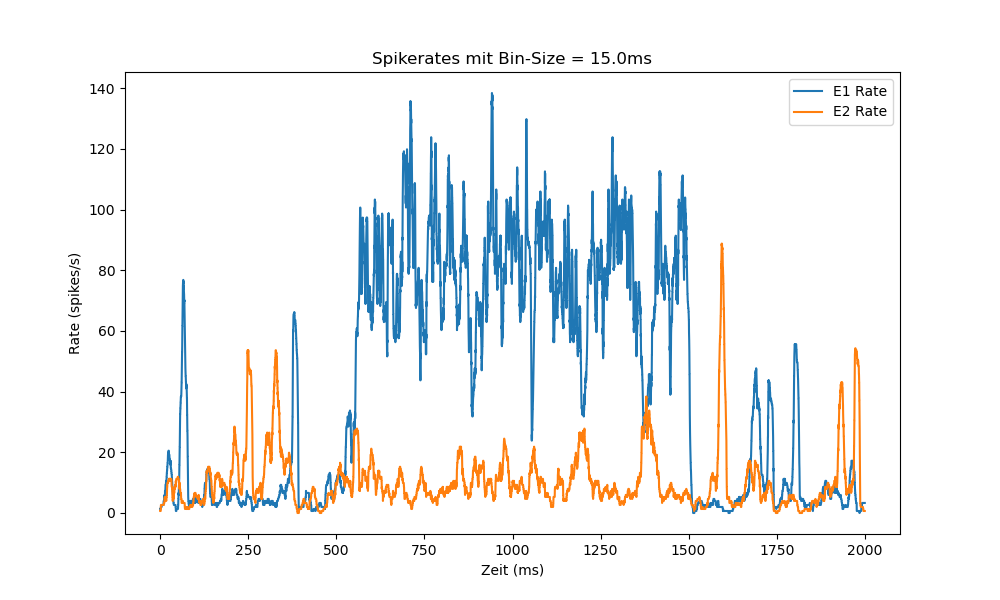 Spikerates mit Bin-Size = 15.0ms
E1 Rate
E2 Rate
140
120
100
80
60
40
20
0
Rate (spikes/s)
0 250 500 750 1000 1250 1500 1750 2000
Zeit (ms)